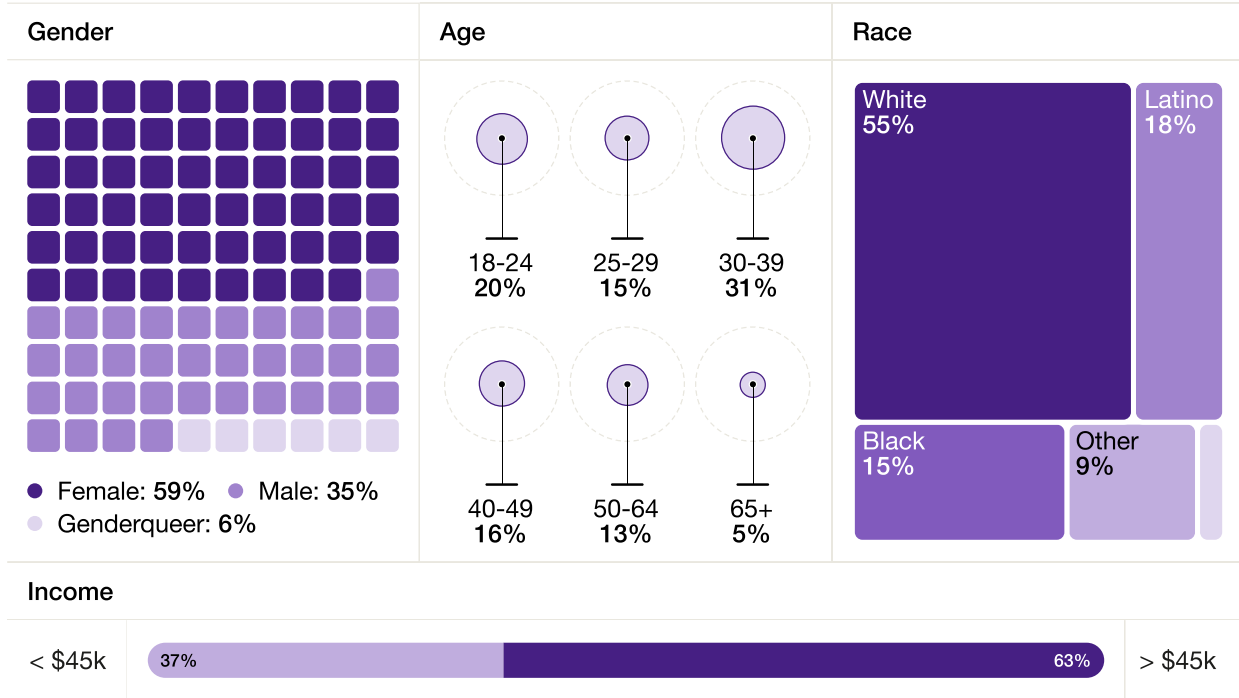 Gender
Female: 59% Male: 35%
Genderqueer: 6%
Age
18-24 25-29 30-39
20% 15% 31%
40-49 50-64 65+
16% 13% 5%
Race
White Latino
55% 18%
Black Other
15% 9%
Income
< $45k 37% 63% > $45k